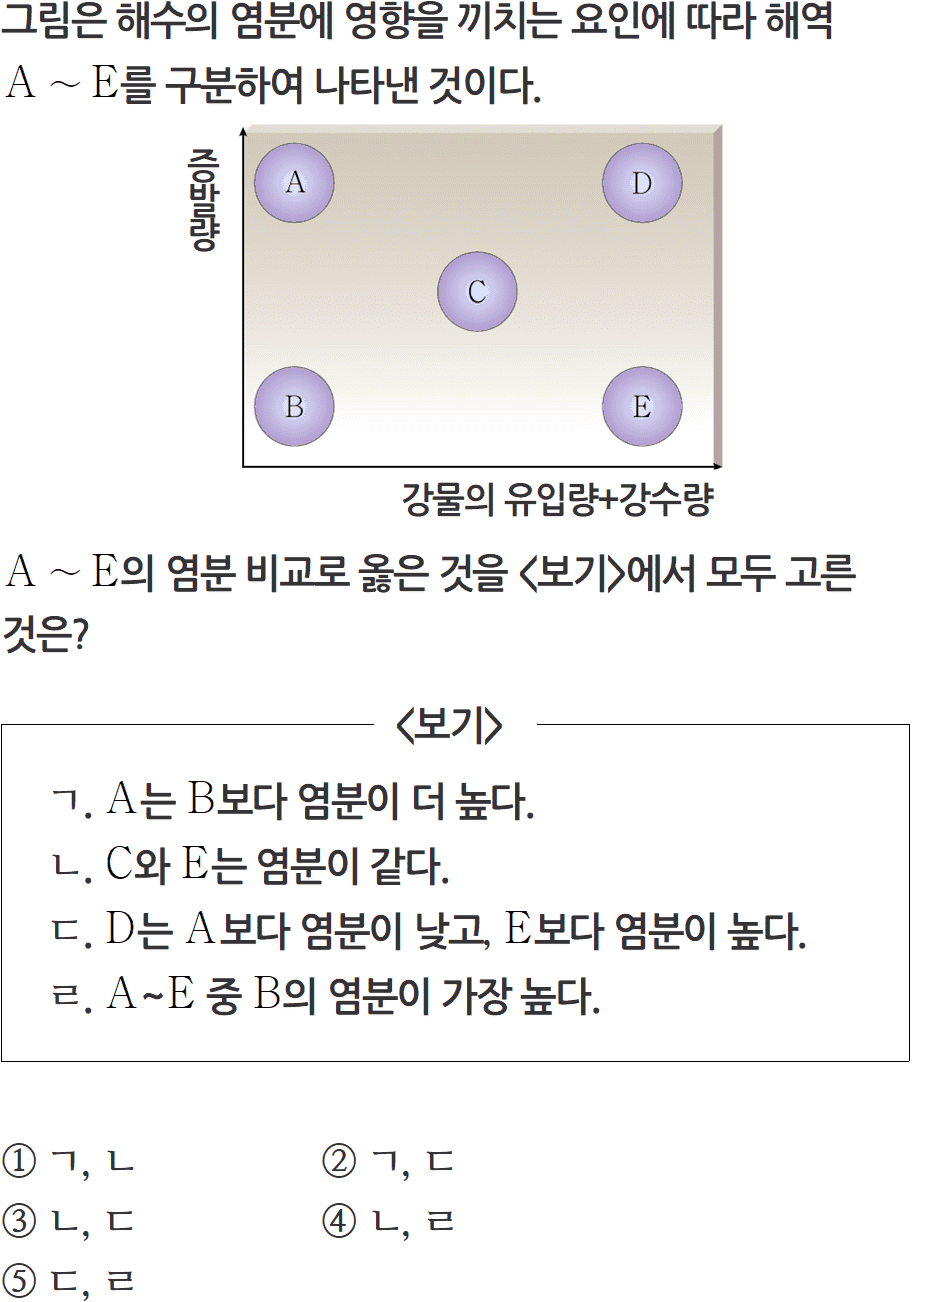 그림은 해수의 염분에 영향을 끼치는 요인에 따라 해역
A ~ E를 구분하여 나타낸 것이다.
증발량
A
D
C
B
E
강물의 유입량+강수량
A ~ E의 염분 비교로 옳은 것을 <보기>에서 모두 고른
것은?
<보기>
ㄱ. A는 B보다 염분이 더 높다.
ㄴ. C와 E는 염분이 같다.
ㄷ. D는 A보다 염분이 낮고, E보다 염분이 높다.
ㄹ. A~E 중 B의 염분이 가장 높다.
① ㄱ, ㄴ ② ㄱ, ㄷ
③ ㄴ, ㄷ ④ ㄴ, ㄹ
⑤ ㄷ, ㄹ